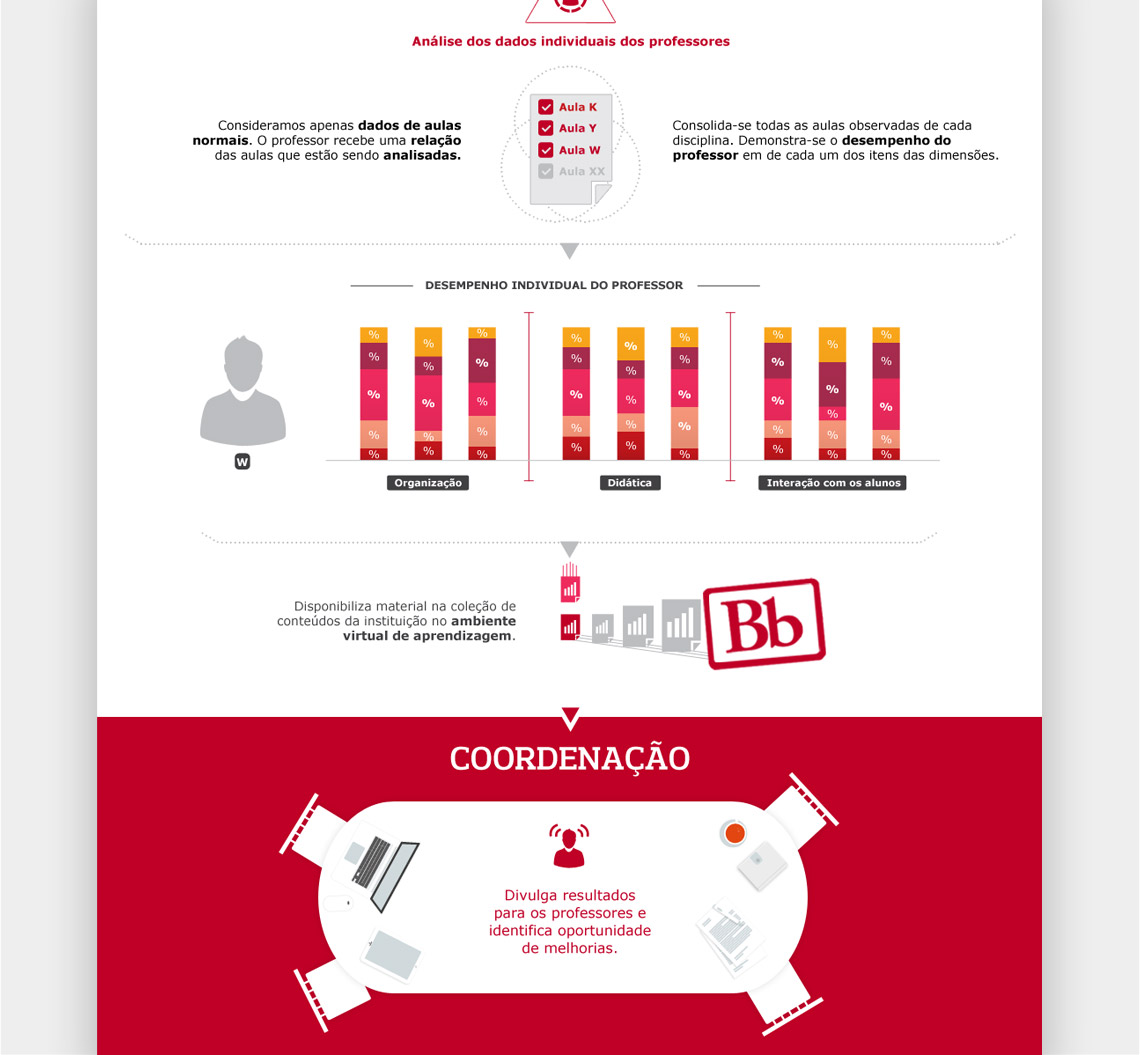 Análise dos dados individuais dos professores
Consideramos apenas dados de aulas
normais. O professor recebe uma relação
das aulas que estão sendo analisadas.
Aula K
Aula Y
Aula W
Aula XX
Consolida-se todas as aulas observadas de cada
disciplina. Demonstra-se o desempenho do
professor em de cada um dos itens das dimensões.
DESEMPENHO INDIVIDUAL DO PROFESSOR
% % % % % % % % %
% % % % % % % % %
% % % % % % % % %
% % % % % % % % %
% % % % % % % % %
W
Organização
Didática
Interação com os alunos
Disponibiliza material na coleção de
conteúdos da instituição no ambiente
virtual de aprendizagem.
Bb
COORDENAÇÃO
Divulga resultados
para os professores e
identifica oportunidade
de melhorias.